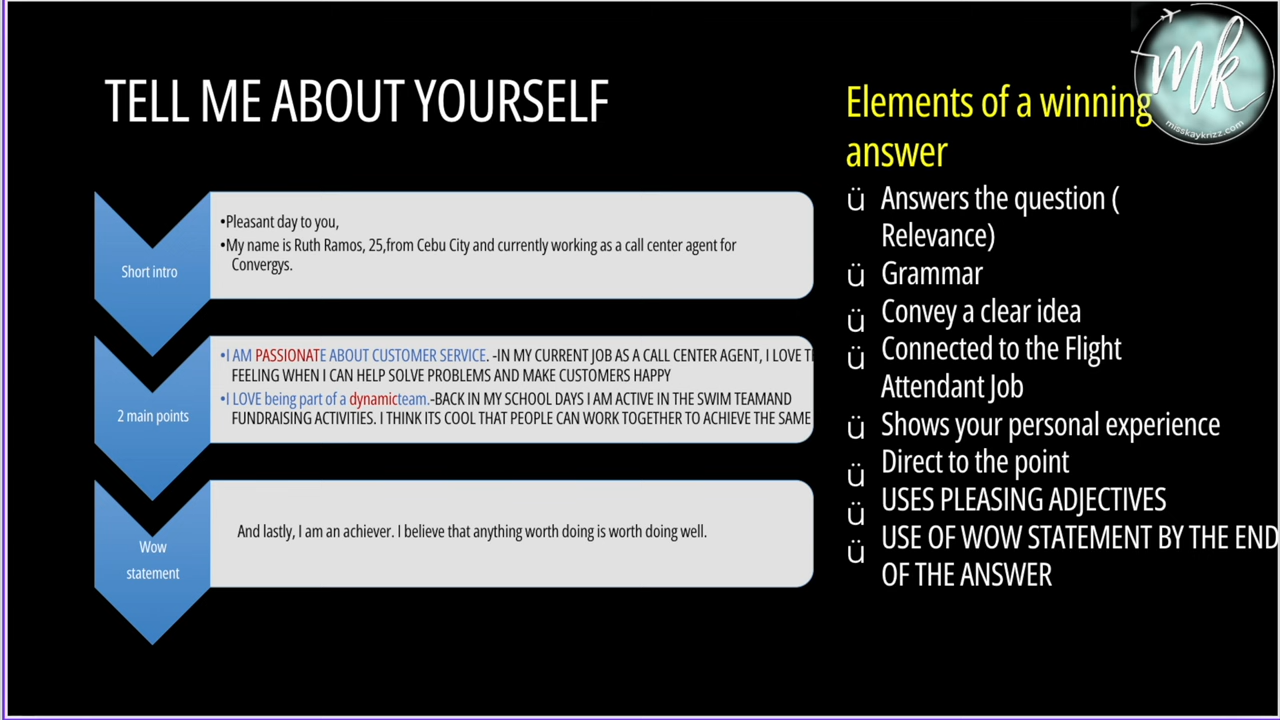 TELL ME ABOUT YOURSELF
Short intro
•Pleasant day to you,
•My name is Ruth Ramos, 25,from Cebu City and currently working as a call center agent for
Convergys.
2 main points
•I AM PASSIONATE ABOUT CUSTOMER SERVICE. -IN MY CURRENT JOB AS A CALL CENTER AGENT, I LOVE
FEELING WHEN I CAN HELP SOLVE PROBLEMS AND MAKE CUSTOMERS HAPPY
•I LOVE being part of a dynamicteam.-BACK IN MY SCHOOL DAYS I AM ACTIVE IN THE SWIM TEAMAND
FUNDRAISING ACTIVITIES. I THINK ITS COOL THAT PEOPLE CAN WORK TOGETHER TO ACHIEVE THE SAME
Wow
statement
And lastly, I am an achiever. I believe that anything worth doing is worth doing well.
Elements of a winning
answer
ü Answers the question (
Relevance)
ü Grammar
ü Convey a clear idea
ü Connected to the Flight
Attendant Job
ü Shows your personal experience
ü Direct to the point
ü USES PLEASING ADJECTIVES
ü USE OF WOW STATEMENT BY THE END
OF THE ANSWER
mk
misskaykrizz.com